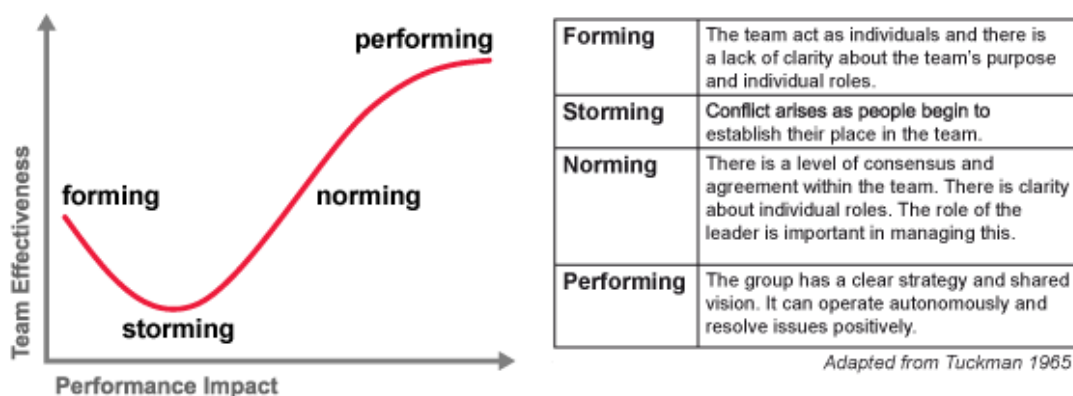 performing
forming
norming
storming
Team Effectiveness
Performance Impact
Forming
The team act as individuals and there is
a lack of clarity about the team's purpose
and individual roles.
Storming
Conflict arises as people begin to
establish their place in the team.
Norming
There is a level of consensus and
agreement within the team. There is clarity
about individual roles. The role of the
leader is important in managing this.
Performing
The group has a clear strategy and shared
vision. It can operate autonomously and
resolve issues positively.
Adapted from Tuckman 1965